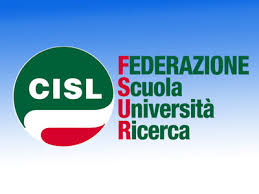 CISL
FEDERAZIONE
Scuola
Università
Ricerca